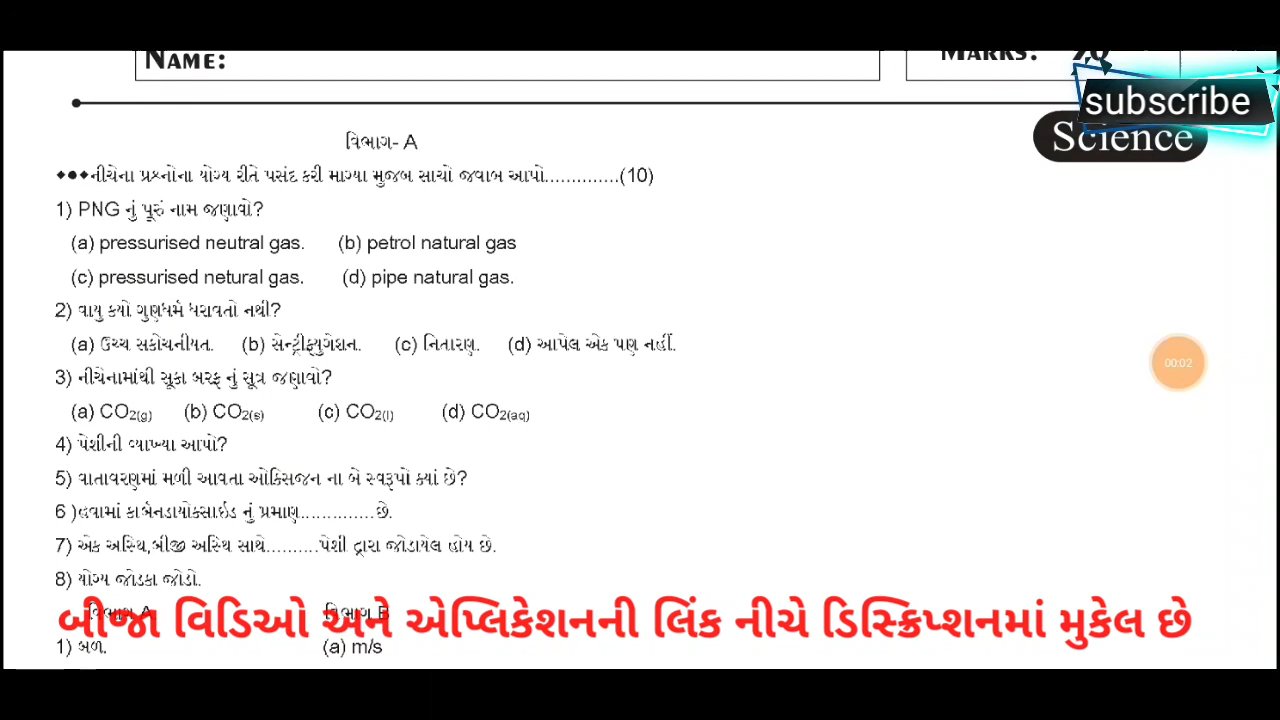 NAME:
MARKS:
subscribe
Science
વિભાગ- A
નીચેના પ્રશ્નોના યોગ્ય રીતે પસંદ કરી માગ્યા મુજબ સાચો જવાબ આપો..............(10)
1) PNG નું પૂરું નામ જણાવો?
(a) pressurised neutral gas. (b) petrol natural gas
(c) pressurised netural gas. (d) pipe natural gas.
2) વાયુ કયો ગુણધર્મ ધરાવતો નથી?
(a) ઉચ્ચ સકોચનીયત. (b) સેન્ટ્રીફ્યુગેશન. (c) નિતારણ. (d) આપેલ એક પણ નહીં.
3) નીચેનામાંથી સૂકા બરફ નું સૂત્ર જણાવો?
(a) CO2(g) (b) CO2(s) (c) CO2(l) (d) CO2(aq)
00:02
4) પેશીની વ્યાખ્યા આપો?
5) વાતાવરણમાં મળી આવતા ઓક્સિજન ના બે સ્વરૂપો ક્યાં છે?
6 )હવામાં કાર્બનડાયોક્સાઇડ નું પ્રમાણ..............છે.
7) એક અસ્થિ,બીજી અસ્થિ સાથે..........પેશી દ્વારા જોડાયેલ હોય છે.
8) યોગ્ય જોડકા જોડો.
વિભાગ A વિભાગ B
બીજા વિડિઓ અને એપ્લિકેશનની લિંક નીચે ડિસ્ક્રિપ્શનમાં મુકેલ છે
1) બળ. (a) m/s